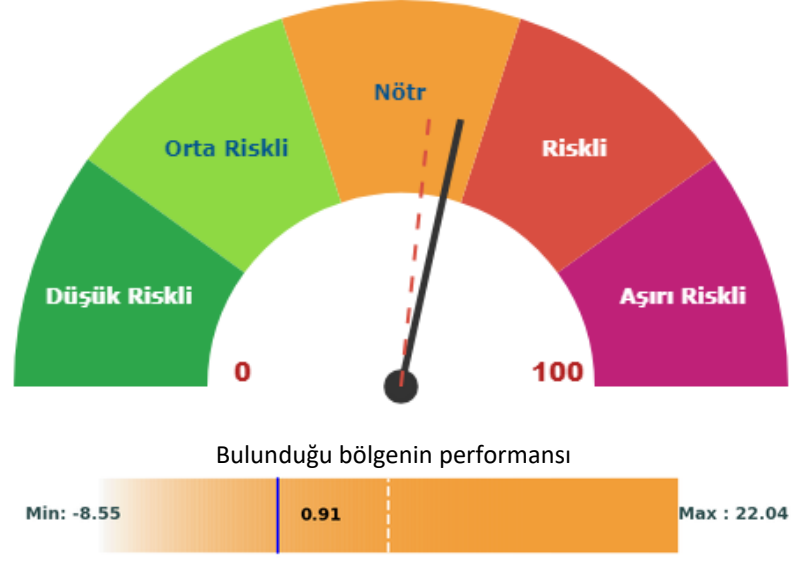 Nötr
Orta Riskli
Riskli
Düşük Riskli
Aşırı Riskli
0
100
Bulunduğu bölgenin performansı
Min: -8.55
0.91
Max : 22.04